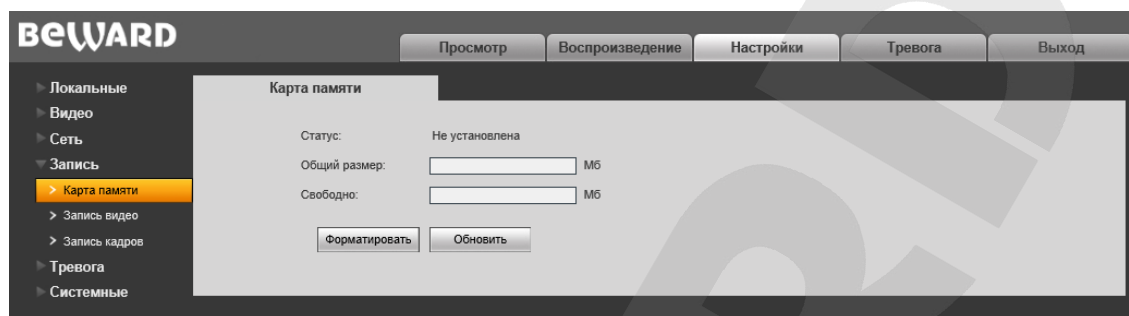 BEWARD
Просмотр Воспроизведение Настройки Тревога Выход
Локальные
Видео
Сеть
Запись
Карта памяти
Запись видео
Запись кадров
Тревога
Системные
Карта памяти
Статус: Не установлена
Общий размер: Мб
Свободно: Мб
Форматировать Обновить